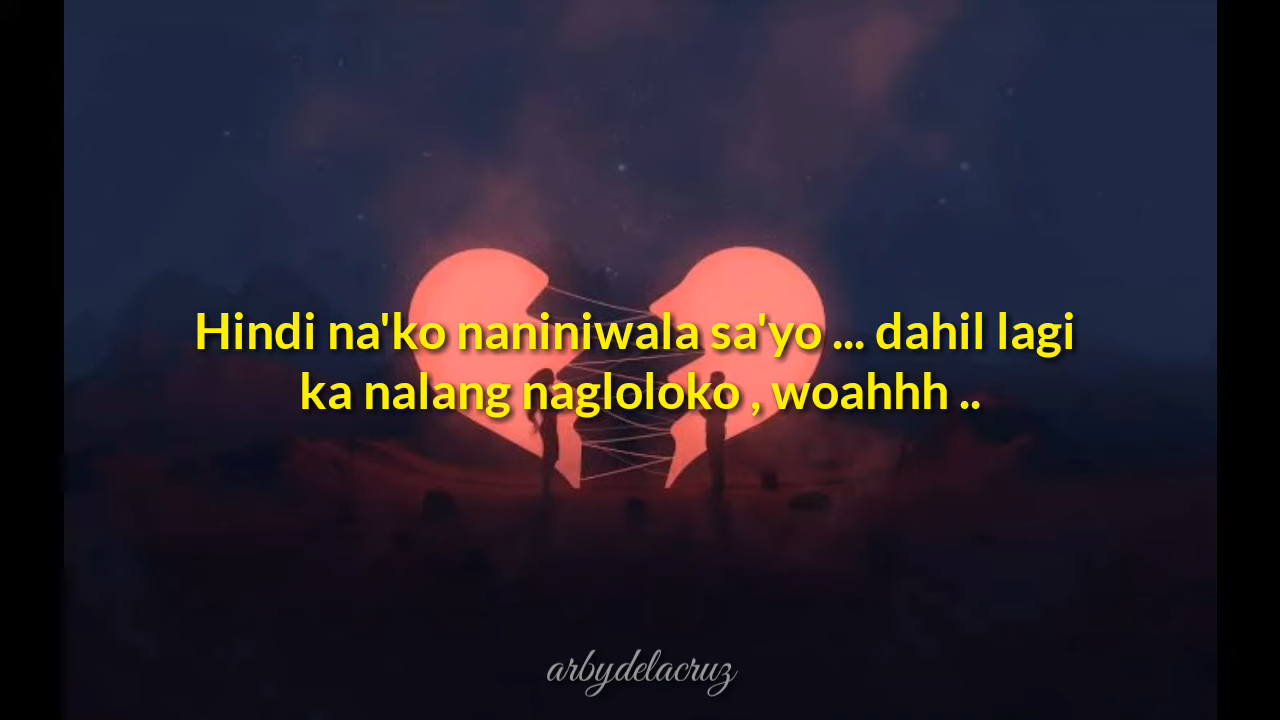 Hindi na'ko naniniwala sa'yo ... dahil lagi
ka nalang nagloloko , woahhh ..
arbydelacruz